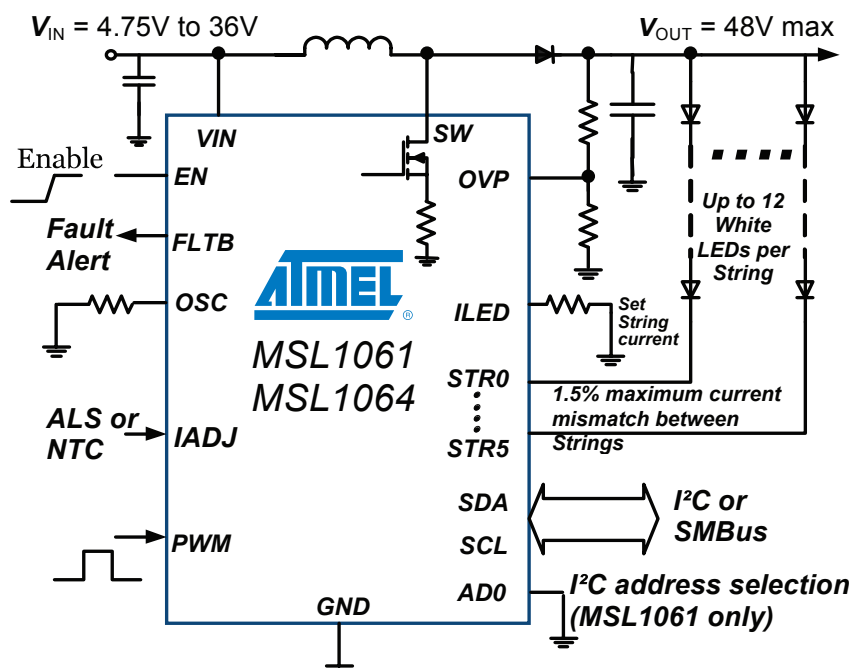 VIN = 4.75V to 36V
VOUT = 48V max
VIN
SW
Enable
EN
OVP
Up to 12
White
LEDs per
String
Fault
Alert
FLTB
ATMEL
®
OSC
ILED
Set
String
current
MSL1061
MSL1064
STR0
1.5% maximum current
mismatch between
Strings
ALS or
NTC
IADJ
STR5
SDA
I²C or
SMBus
PWM
SCL
AD0
I²C address selection
(MSL1061 only)
GND